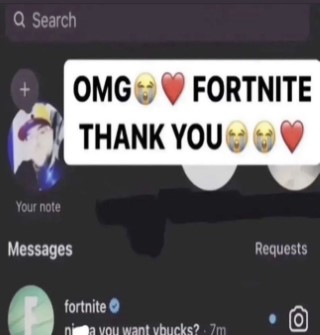 Search
OMG😭❤️ FORTNITE
THANK YOU😭😭❤️
Your note
Messages
Requests
fortnite
you want vbucks? · 7m